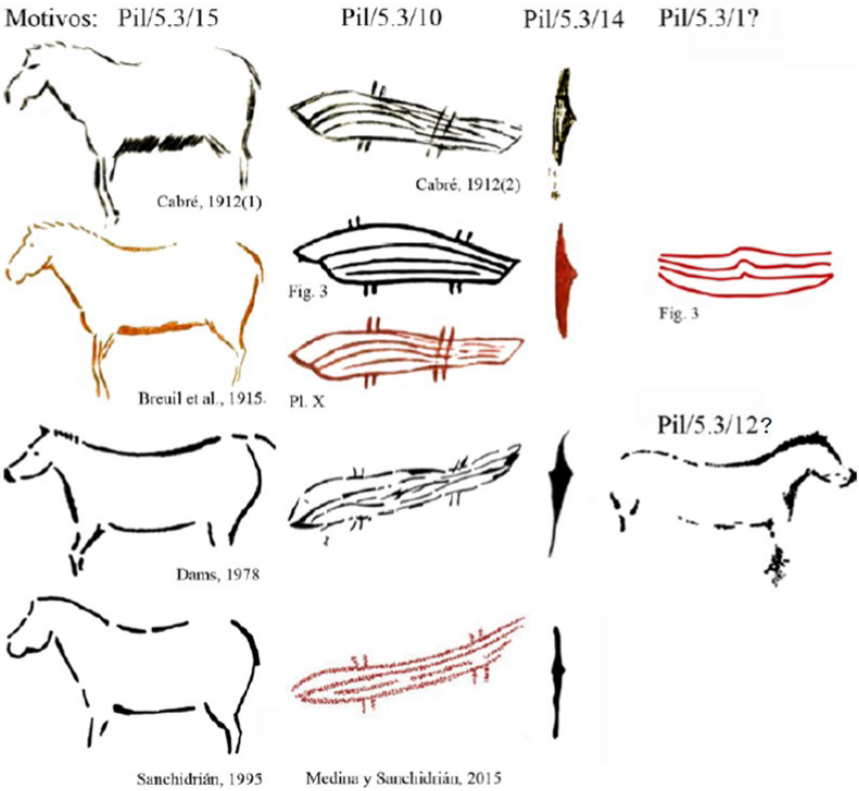 Motivos: Pil/5.3/15 Pil/5.3/10 Pil/5.3/14 Pil/5.3/1?
Cabré, 1912(1)
Cabré, 1912(2)
Fig. 3
Fig. 3
Breuil et al., 1915.
Pl. X
Pil/5.3/12?
Dams, 1978
Sanchidrián, 1995
Medina y Sanchidrián, 2015